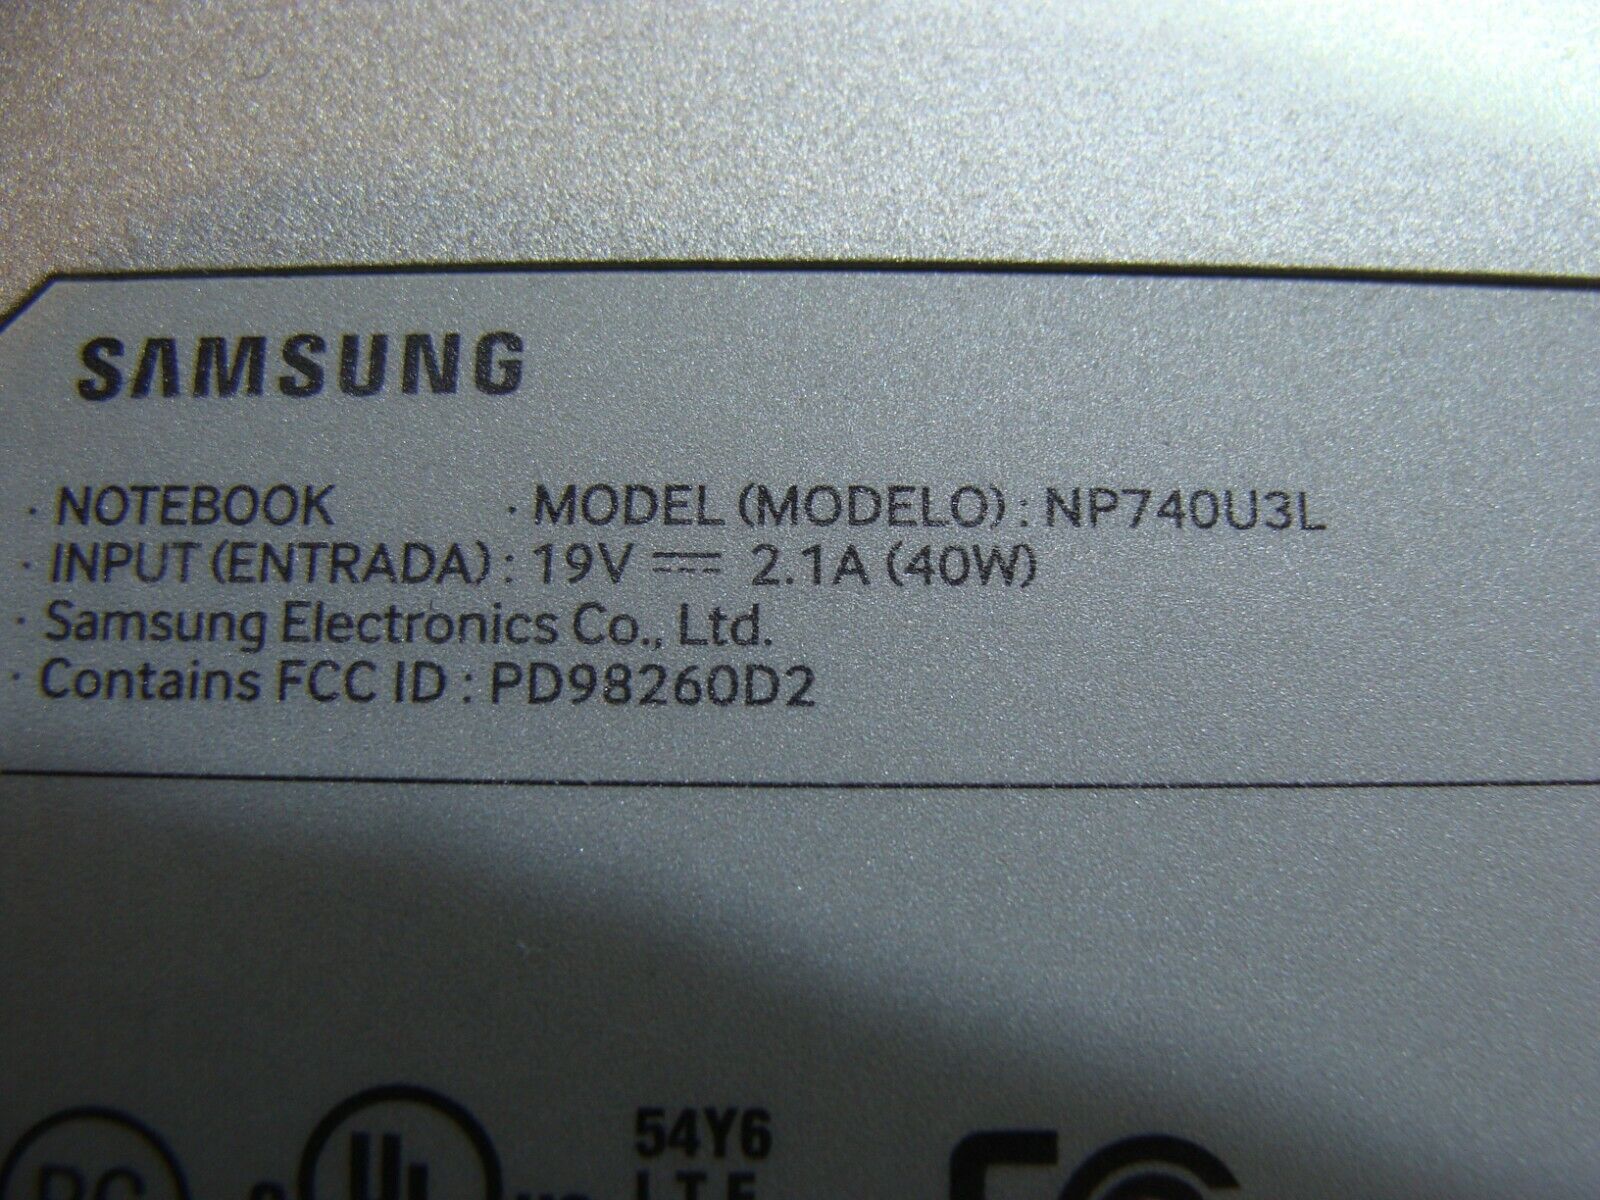 SAMSUNG
· NOTEBOOK · MODEL (MODELO) : NP740U3L
· INPUT (ENTRADA) : 19V ⎓ 2.1A (40W)
· Samsung Electronics Co., Ltd.
· Contains FCC ID : PD98260D2
54Y6
I.T.E